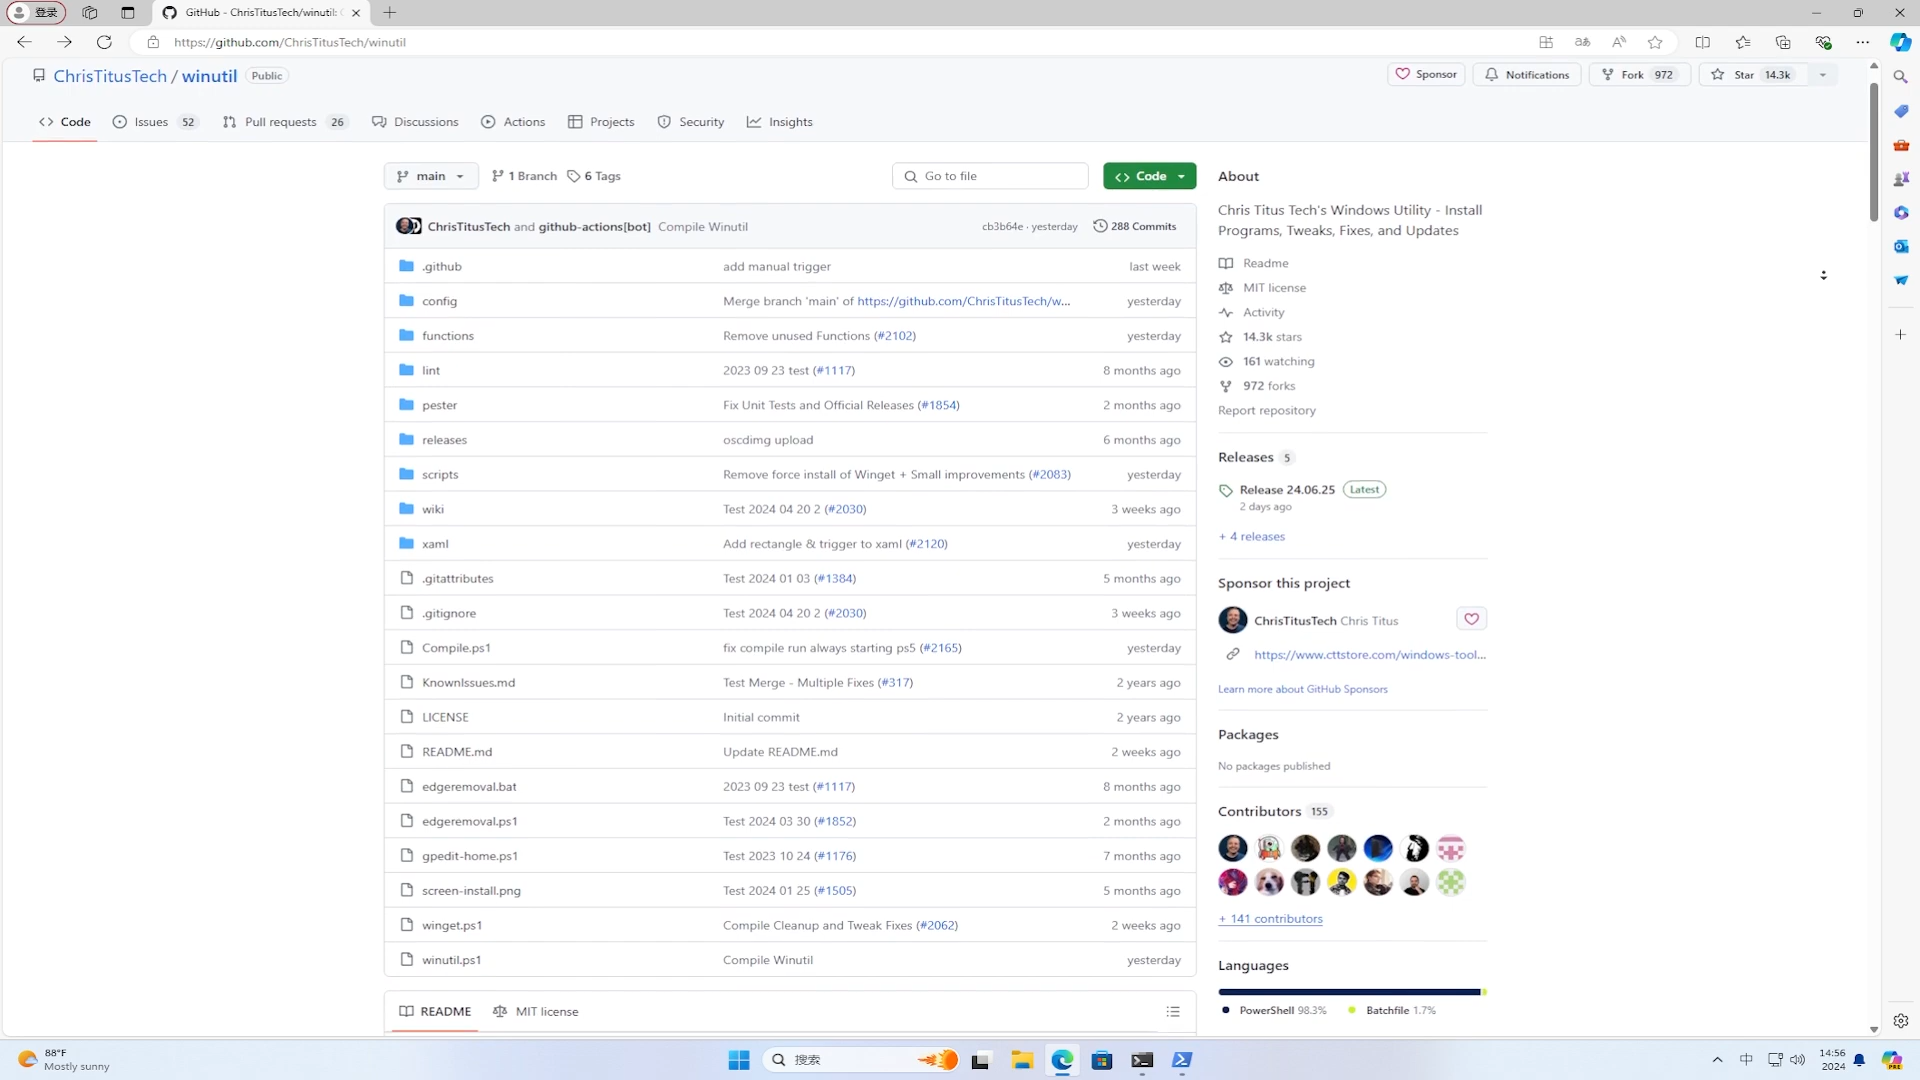 登录
GitHub - ChrisTitusTech/winutil: C
https://github.com/ChrisTitusTech/winutil
ChrisTitusTech / winutil Public
Sponsor
Notifications
Fork 972
Star 14.3k
Code
Issues 52
Pull requests 26
Discussions
Actions
Projects
Security
Insights
main
1 Branch
6 Tags
Go to file
Code
ChrisTitusTech and github-actions[bot] Compile Winutil cb3b64e · yesterday 288 Commits
.github add manual trigger last week
config Merge branch 'main' of https://github.com/ChrisTitusTech/w... yesterday
functions Remove unused Functions (#2102) yesterday
lint 2023 09 23 test (#1117) 8 months ago
pester Fix Unit Tests and Official Releases (#1854) 2 months ago
releases oscdimg upload 6 months ago
scripts Remove force install of Winget + Small improvements (#2083) yesterday
wiki Test 2024 04 20 2 (#2030) 3 weeks ago
xaml Add rectangle & trigger to xaml (#2120) yesterday
.gitattributes Test 2024 01 03 (#1384) 5 months ago
.gitignore Test 2024 04 20 2 (#2030) 3 weeks ago
Compile.ps1 fix compile run always starting ps5 (#2165) yesterday
KnownIssues.md Test Merge - Multiple Fixes (#317) 2 years ago
LICENSE Initial commit 2 years ago
README.md Update README.md 2 weeks ago
edgeremoval.bat 2023 09 23 test (#1117) 8 months ago
edgeremoval.ps1 Test 2024 03 30 (#1852) 2 months ago
gpedit-home.ps1 Test 2023 10 24 (#1176) 7 months ago
screen-install.png Test 2024 01 25 (#1505) 5 months ago
winget.ps1 Compile Cleanup and Tweak Fixes (#2062) 2 weeks ago
winutil.ps1 Compile Winutil yesterday
README
MIT license
About
Chris Titus Tech's Windows Utility - Install
Programs, Tweaks, Fixes, and Updates
Readme
MIT license
Activity
14.3k stars
161 watching
972 forks
Report repository
Releases 5
Release 24.06.25 Latest
2 days ago
+ 4 releases
Sponsor this project
ChrisTitusTech Chris Titus
https://www.cttstore.com/windows-tool...
Learn more about GitHub Sponsors
Packages
No packages published
Contributors 155
+ 141 contributors
Languages
PowerShell 98.3% Batchfile 1.7%
88°F
Mostly sunny
搜索
中
14:56
2024
PRE